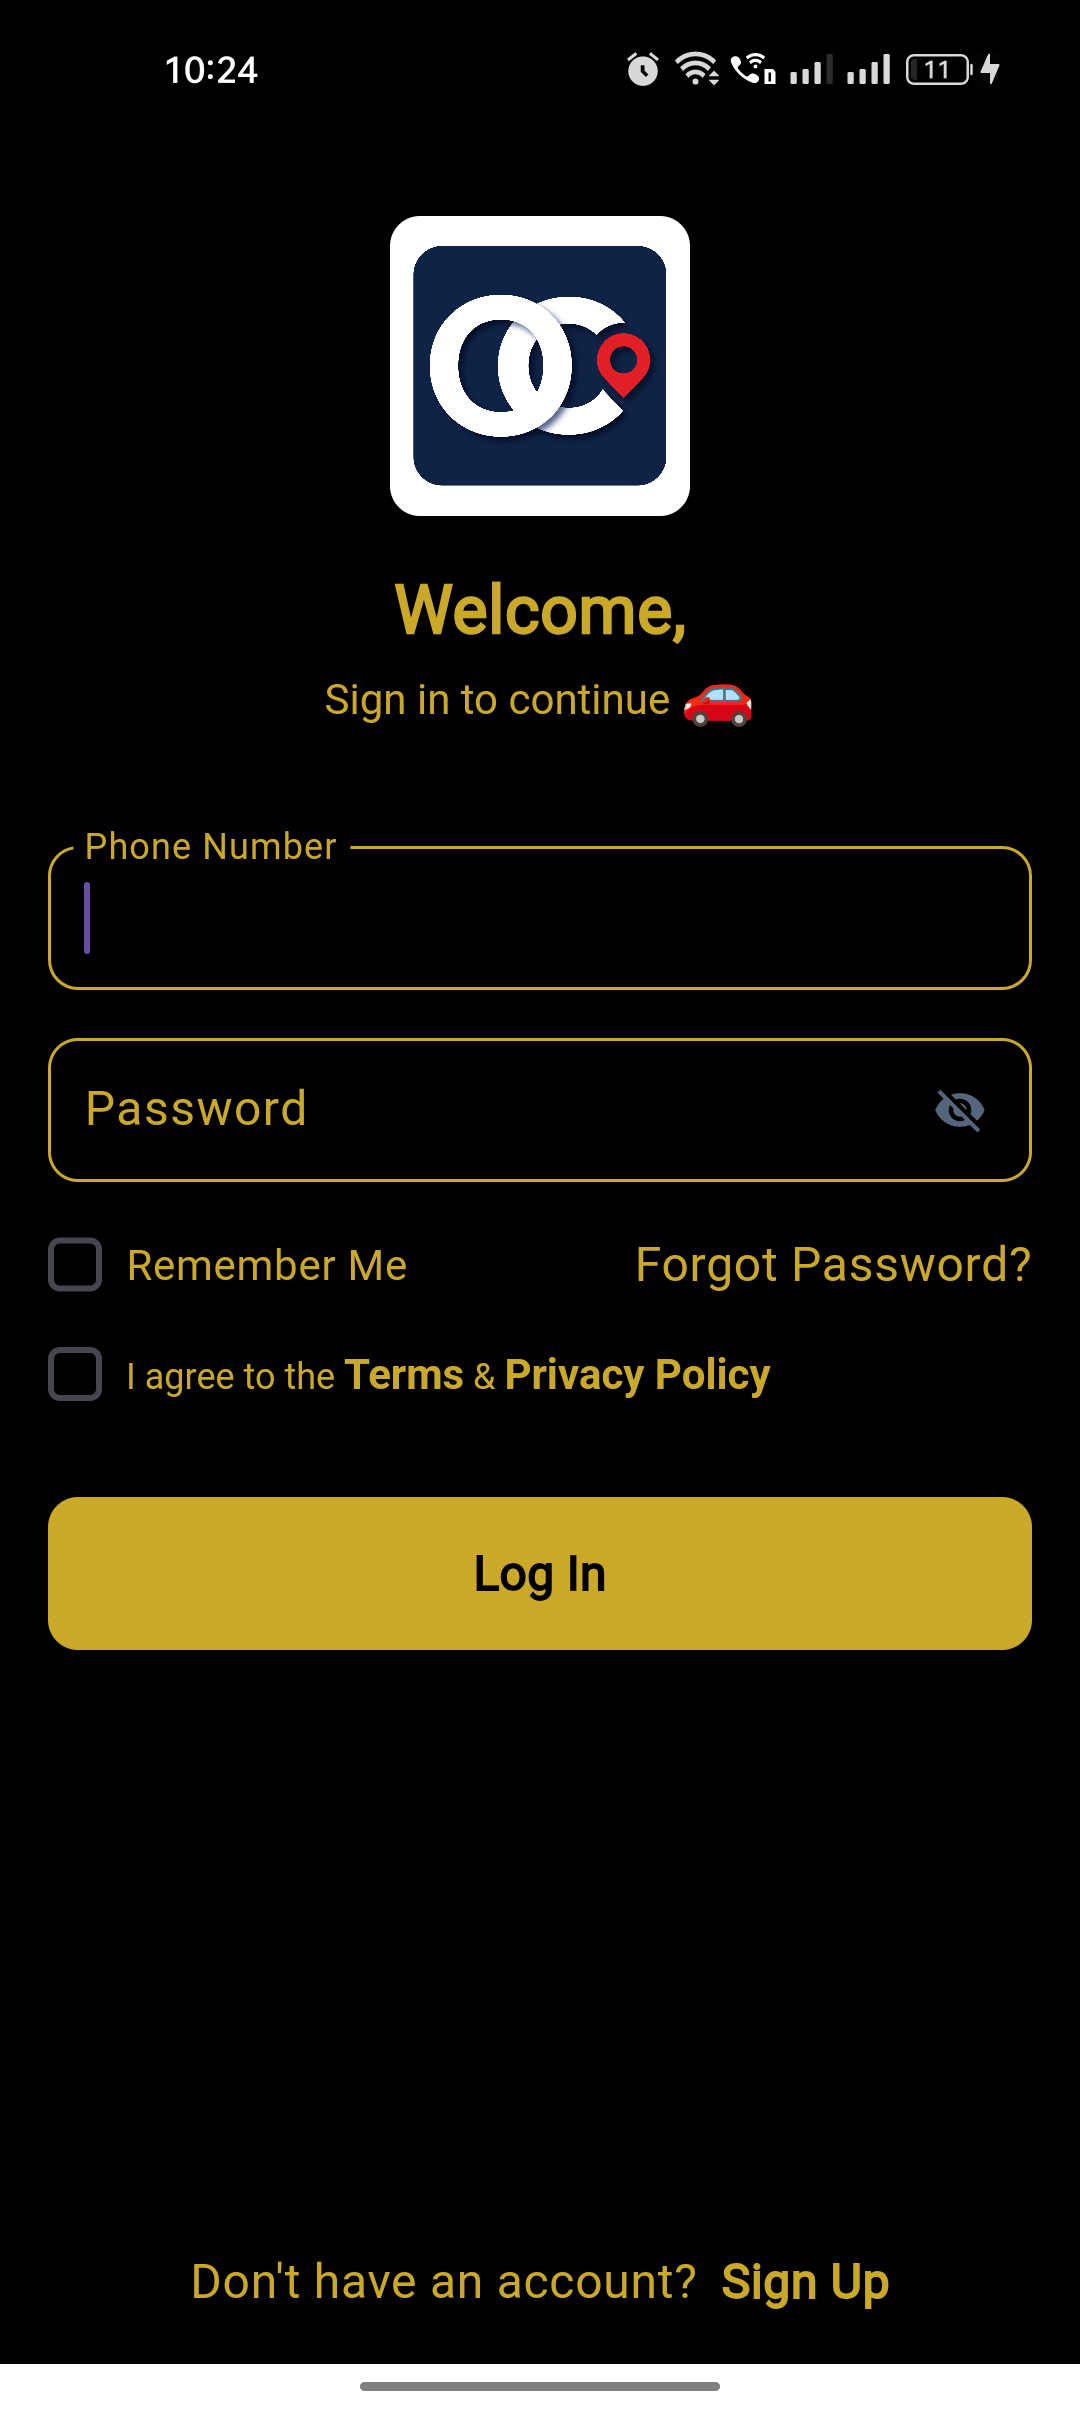 10:24
11
OC
Welcome,
Sign in to continue 🚗
Phone Number
Password
Remember Me
Forgot Password?
I agree to the Terms & Privacy Policy
Log In
Don't have an account? Sign Up